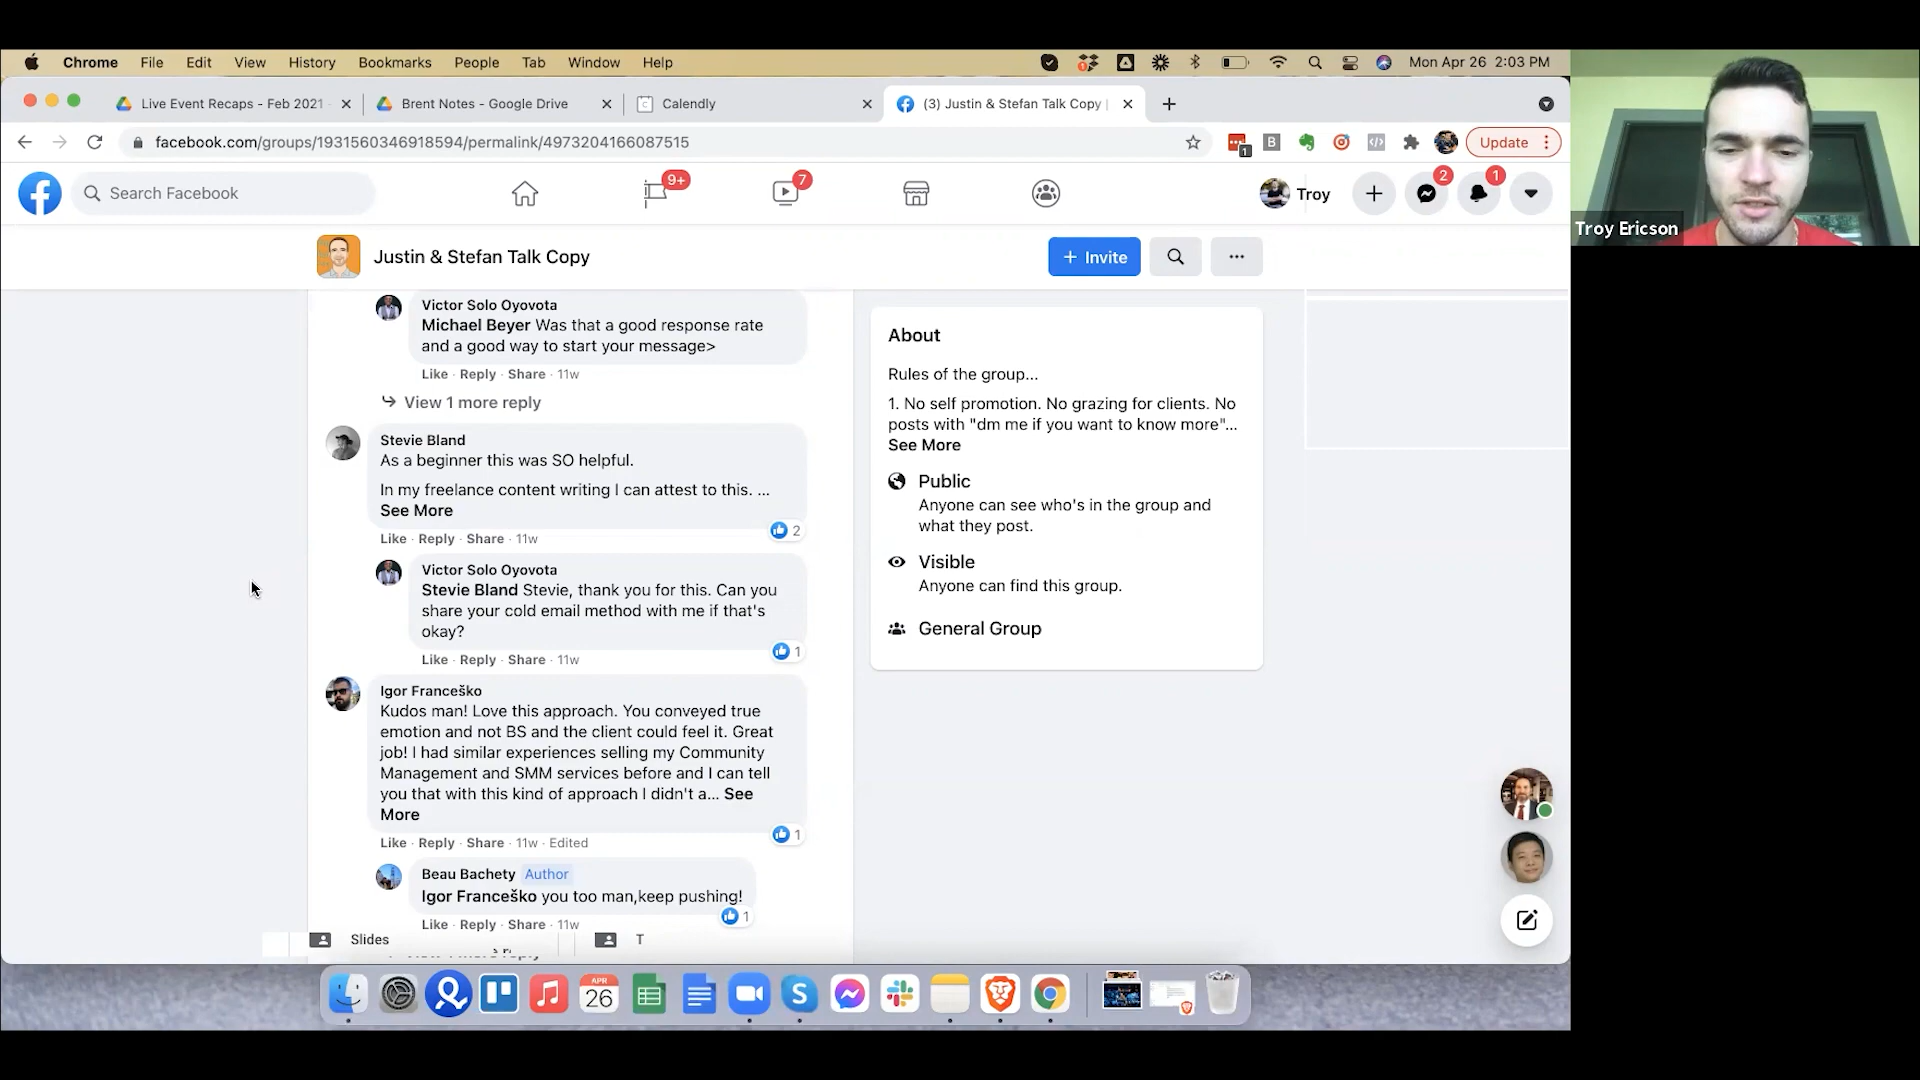 Chrome File Edit View History Bookmarks People Tab Window Help Mon Apr 26 2:03 PM
Live Event Recaps - Feb 2021 - Brent Notes - Google Drive Calendly (3) Justin & Stefan Talk Copy |
facebook.com/groups/1931560346918594/permalink/4973204166087515 1 B Update
Search Facebook 9+ 7 Troy 2 1
Troy Ericson
Justin & Stefan Talk Copy + Invite
Victor Solo Oyovota
Michael Beyer Was that a good response rate
and a good way to start your message>
Like · Reply · Share · 11w
View 1 more reply
Stevie Bland
As a beginner this was SO helpful.
In my freelance content writing I can attest to this. ...
See More
2
Like · Reply · Share · 11w
Victor Solo Oyovota
Stevie Bland Stevie, thank you for this. Can you
share your cold email method with me if that's
okay?
1
Like · Reply · Share · 11w
Igor Franceško
Kudos man! Love this approach. You conveyed true
emotion and not BS and the client could feel it. Great
job! I had similar experiences selling my Community
Management and SMM services before and I can tell
you that with this kind of approach I didn't a... See
More
1
Like · Reply · Share · 11w · Edited
Beau Bachety Author
Igor Franceško you too man,keep pushing!
1
Like · Reply · Share · 11w
Slides T
About
Rules of the group...
1. No self promotion. No grazing for clients. No
posts with "dm me if you want to know more"...
See More
Public
Anyone can see who's in the group and
what they post.
Visible
Anyone can find this group.
General Group
APR
26
S